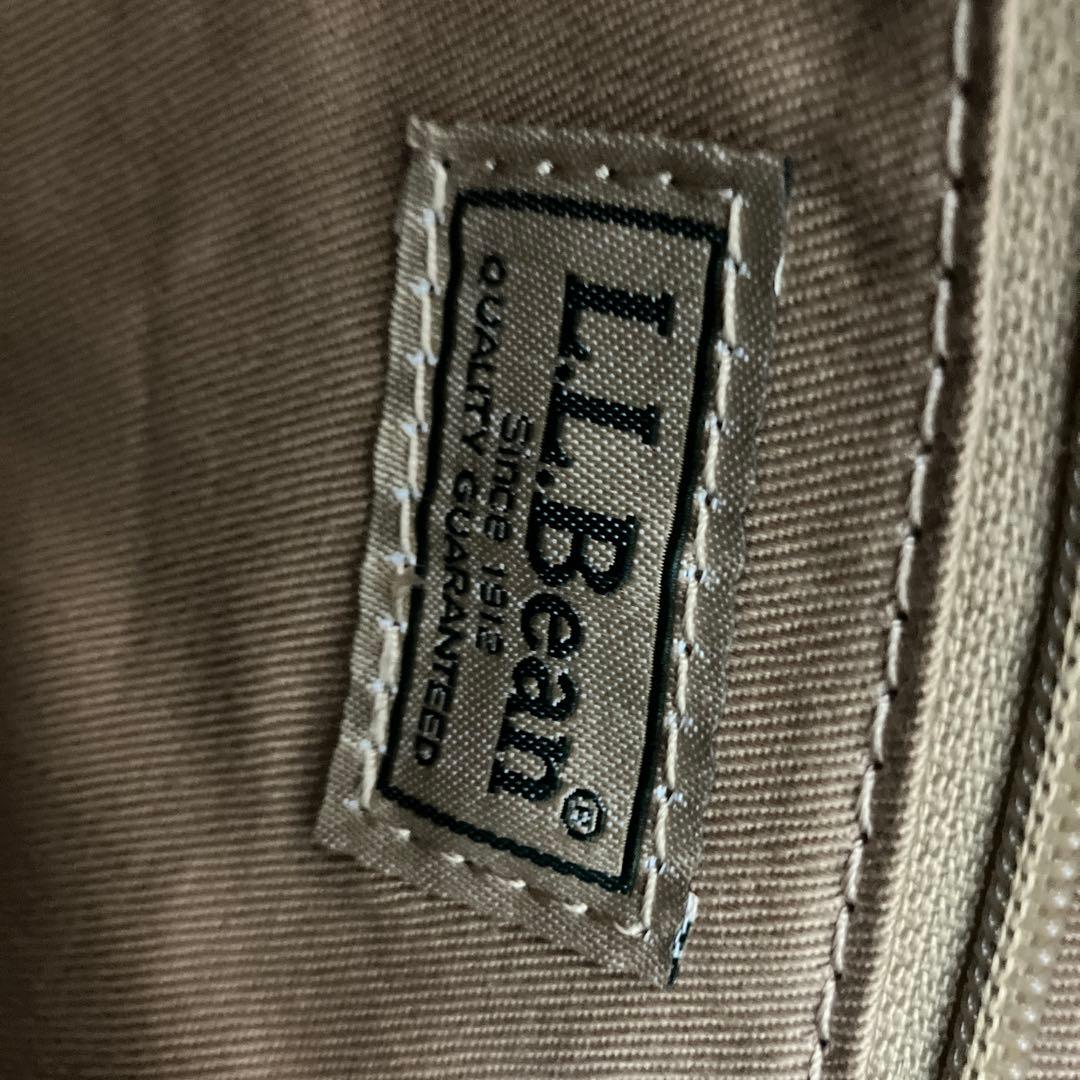 L.L.Bean®
Since 1912
QUALITY GUARANTEED